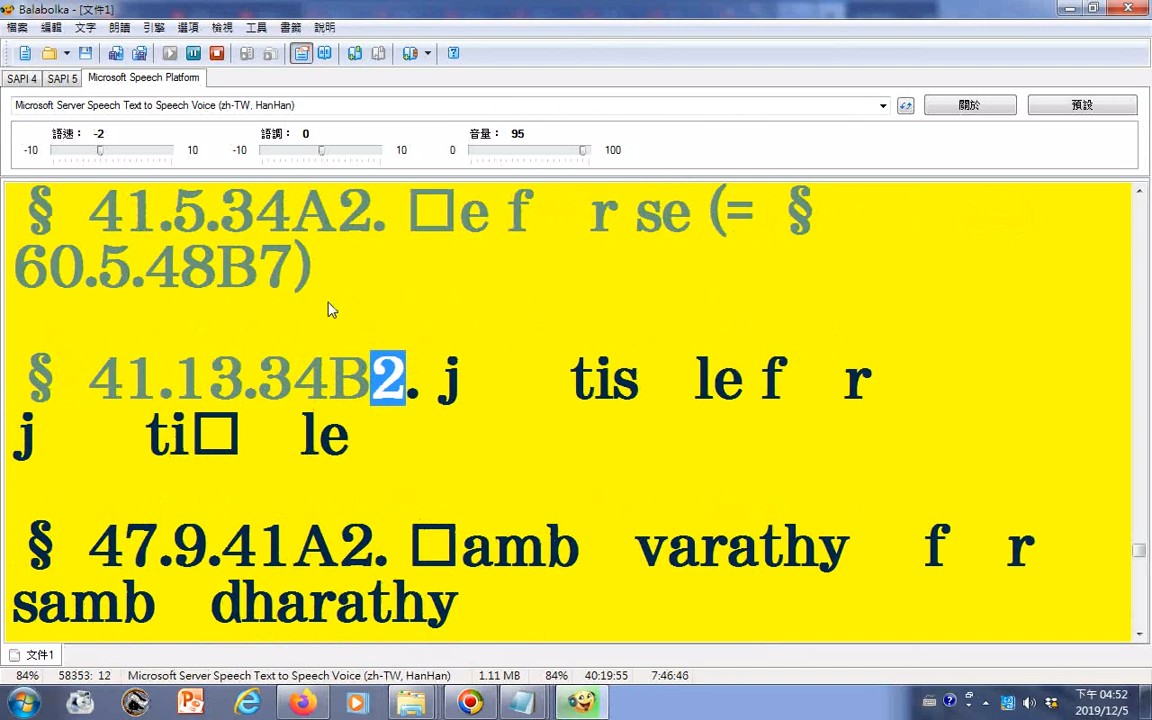 Balabolka - [文件1]
檔案 編輯 文字 朗讀 引擎 選項 檢視 工具 書籤 說明
SAPI 4 SAPI 5 Microsoft Speech Platform
Microsoft Server Speech Text to Speech Voice (zh-TW, HanHan) 關於 預設
語速： -2 語調： 0 音量： 95
-10 10 -10 10 0 100
§ 41.5.34A2. □e f r se (= §
60.5.48B7)
§ 41.13.34B2. j tis le f r
j ti□ le
§ 47.9.41A2. □amb varathy f r
samb dharathy
文件1
84% 58353: 12 Microsoft Server Speech Text to Speech Voice (zh-TW, HanHan) 1.11 MB 84% 40:19:55 7:46:46
下午 04:52
2019/12/5